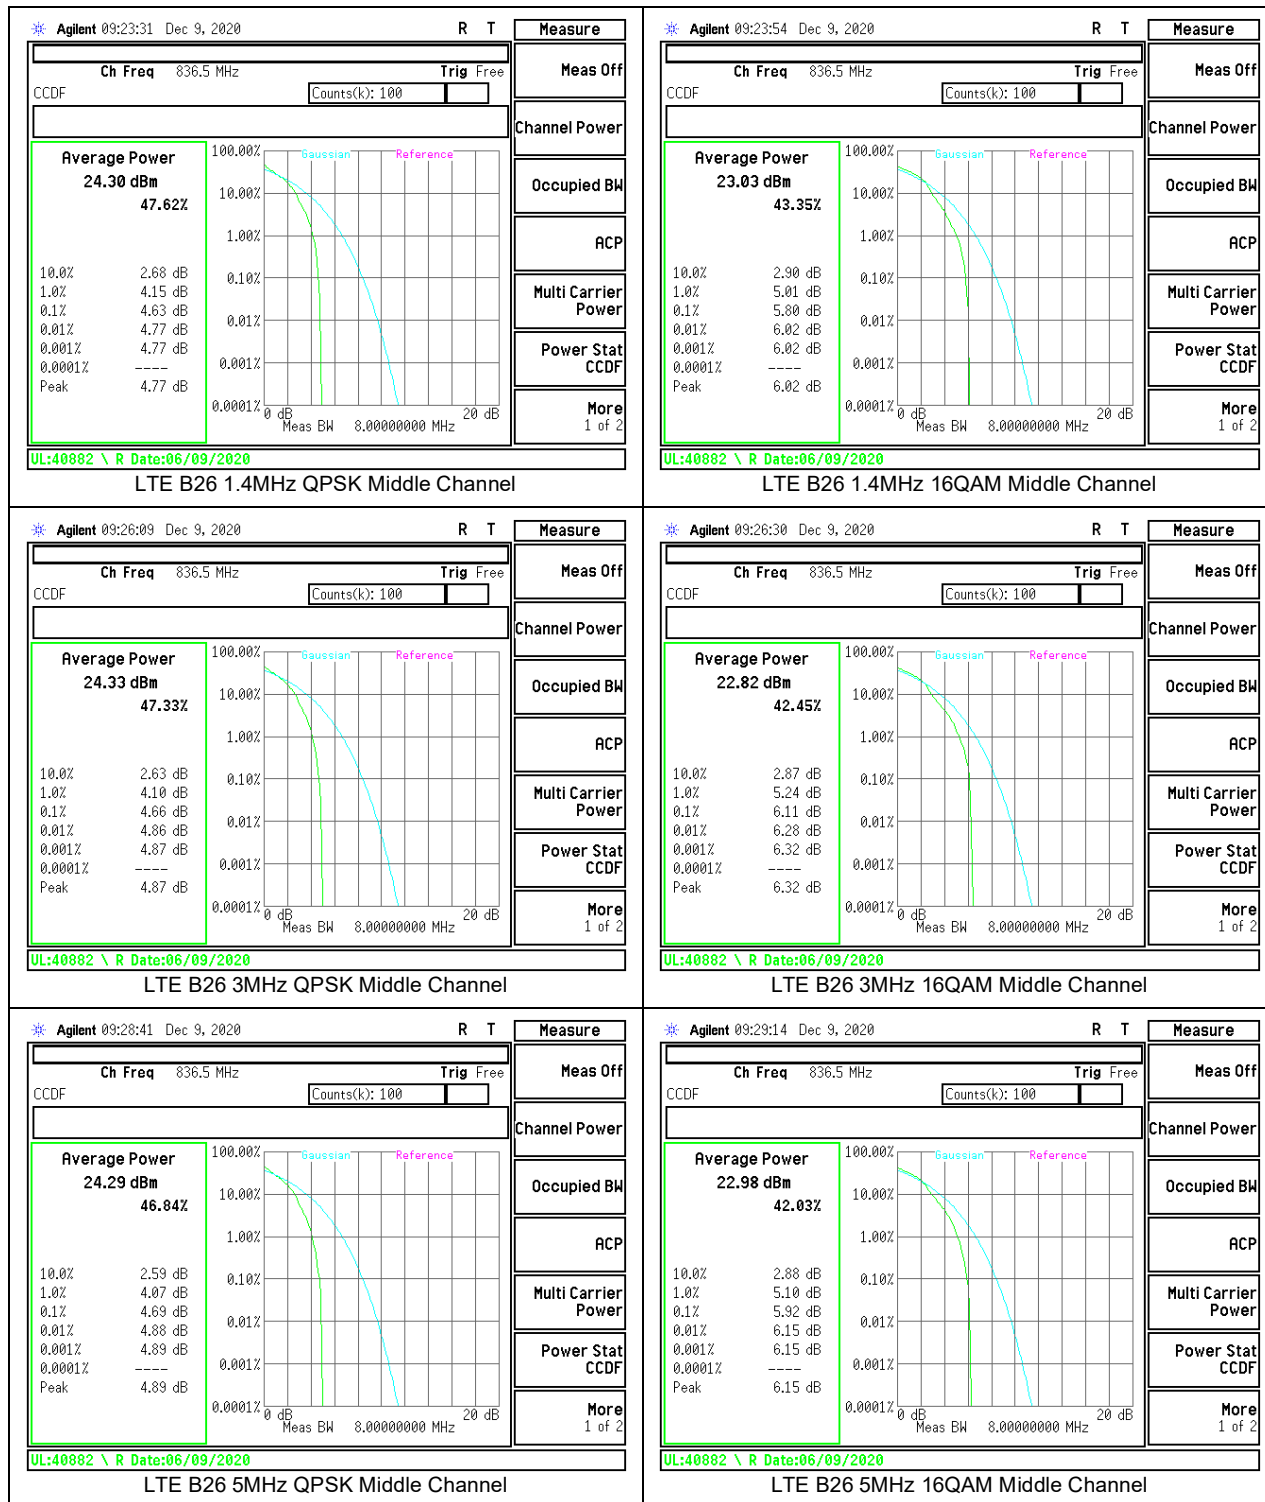 Agilent 09:23:31 Dec 9, 2020 R T Measure
Ch Freq 836.5 MHz Trig Free Meas Off
CCDF Counts(k): 100
Channel Power
Average Power
24.30 dBm
47.62%
Occupied BW
ACP
Multi Carrier
Power
Power Stat
CCDF
More
1 of 2
10.0% 2.68 dB
1.0% 4.15 dB
0.1% 4.63 dB
0.01% 4.77 dB
0.001% 4.77 dB
0.0001% ----
Peak 4.77 dB
Gaussian Reference
100.00%
10.00%
1.00%
0.10%
0.01%
0.001%
0.0001%
0 dB 20 dB
Meas BW 8.00000000 MHz
UL:40882 \ R Date:06/09/2020
LTE B26 1.4MHz QPSK Middle Channel
Agilent 09:23:54 Dec 9, 2020 R T Measure
Ch Freq 836.5 MHz Trig Free Meas Off
CCDF Counts(k): 100
Channel Power
Average Power
23.03 dBm
43.35%
Occupied BW
ACP
Multi Carrier
Power
Power Stat
CCDF
More
1 of 2
10.0% 2.90 dB
1.0% 5.01 dB
0.1% 5.80 dB
0.01% 6.02 dB
0.001% 6.02 dB
0.0001% ----
Peak 6.02 dB
Gaussian Reference
100.00%
10.00%
1.00%
0.10%
0.01%
0.001%
0.0001%
0 dB 20 dB
Meas BW 8.00000000 MHz
UL:40882 \ R Date:06/09/2020
LTE B26 1.4MHz 16QAM Middle Channel
Agilent 09:26:09 Dec 9, 2020 R T Measure
Ch Freq 836.5 MHz Trig Free Meas Off
CCDF Counts(k): 100
Channel Power
Average Power
24.33 dBm
47.33%
Occupied BW
ACP
Multi Carrier
Power
Power Stat
CCDF
More
1 of 2
10.0% 2.63 dB
1.0% 4.10 dB
0.1% 4.66 dB
0.01% 4.86 dB
0.001% 4.87 dB
0.0001% ----
Peak 4.87 dB
Gaussian Reference
100.00%
10.00%
1.00%
0.10%
0.01%
0.001%
0.0001%
0 dB 20 dB
Meas BW 8.00000000 MHz
UL:40882 \ R Date:06/09/2020
LTE B26 3MHz QPSK Middle Channel
Agilent 09:26:30 Dec 9, 2020 R T Measure
Ch Freq 836.5 MHz Trig Free Meas Off
CCDF Counts(k): 100
Channel Power
Average Power
22.82 dBm
42.45%
Occupied BW
ACP
Multi Carrier
Power
Power Stat
CCDF
More
1 of 2
10.0% 2.87 dB
1.0% 5.24 dB
0.1% 6.11 dB
0.01% 6.28 dB
0.001% 6.32 dB
0.0001% ----
Peak 6.32 dB
Gaussian Reference
100.00%
10.00%
1.00%
0.10%
0.01%
0.001%
0.0001%
0 dB 20 dB
Meas BW 8.00000000 MHz
UL:40882 \ R Date:06/09/2020
LTE B26 3MHz 16QAM Middle Channel
Agilent 09:28:41 Dec 9, 2020 R T Measure
Ch Freq 836.5 MHz Trig Free Meas Off
CCDF Counts(k): 100
Channel Power
Average Power
24.29 dBm
46.84%
Occupied BW
ACP
Multi Carrier
Power
Power Stat
CCDF
More
1 of 2
10.0% 2.59 dB
1.0% 4.07 dB
0.1% 4.69 dB
0.01% 4.88 dB
0.001% 4.89 dB
0.0001% ----
Peak 4.89 dB
Gaussian Reference
100.00%
10.00%
1.00%
0.10%
0.01%
0.001%
0.0001%
0 dB 20 dB
Meas BW 8.00000000 MHz
UL:40882 \ R Date:06/09/2020
LTE B26 5MHz QPSK Middle Channel
Agilent 09:29:14 Dec 9, 2020 R T Measure
Ch Freq 836.5 MHz Trig Free Meas Off
CCDF Counts(k): 100
Channel Power
Average Power
22.98 dBm
42.03%
Occupied BW
ACP
Multi Carrier
Power
Power Stat
CCDF
More
1 of 2
10.0% 2.88 dB
1.0% 5.10 dB
0.1% 5.92 dB
0.01% 6.15 dB
0.001% 6.15 dB
0.0001% ----
Peak 6.15 dB
Gaussian Reference
100.00%
10.00%
1.00%
0.10%
0.01%
0.001%
0.0001%
0 dB 20 dB
Meas BW 8.00000000 MHz
UL:40882 \ R Date:06/09/2020
LTE B26 5MHz 16QAM Middle Channel